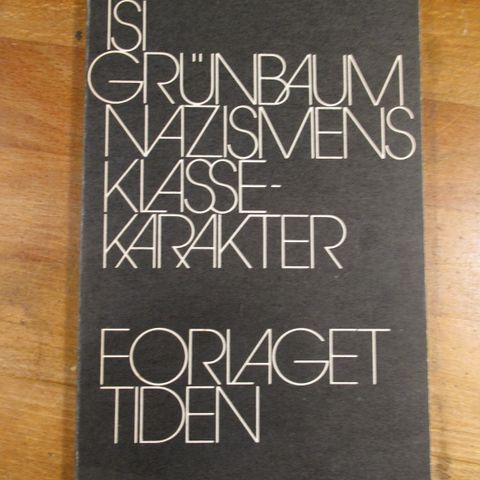 ISI
GRÜNBAUM
NAZISMENS
KLASSE-
KARAKTER
FORLAGET
TIDEN